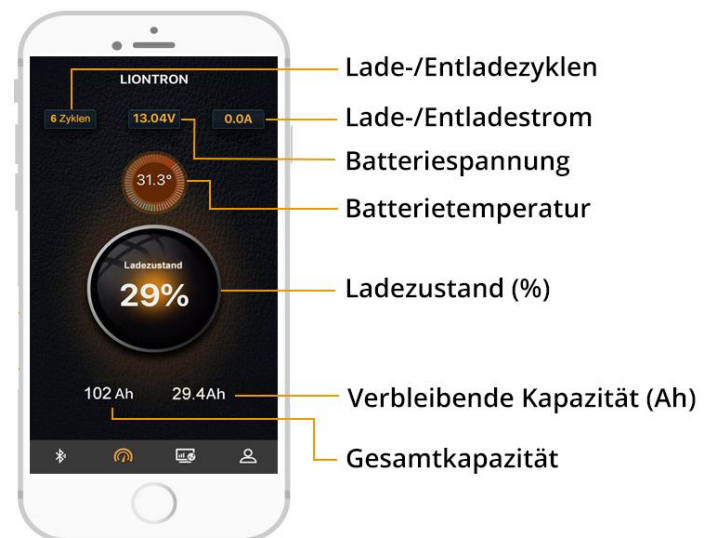 LIONTRON
6 Zyklen
13.04V
0.0A
31.3°
Ladezustand
29%
102 Ah
29.4Ah
Lade-/Entladezyklen
Lade-/Entladestrom
Batteriespannung
Batterietemperatur
Ladezustand (%)
Verbleibende Kapazität (Ah)
Gesamtkapazität